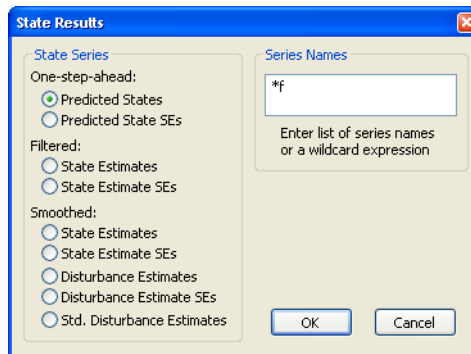 State Results
State Series
One-step-ahead:
Predicted States
Predicted State SEs
Filtered:
State Estimates
State Estimate SEs
Smoothed:
State Estimates
State Estimate SEs
Disturbance Estimates
Disturbance Estimate SEs
Std. Disturbance Estimates
Series Names
*f
Enter list of series names
or a wildcard expression
OK
Cancel